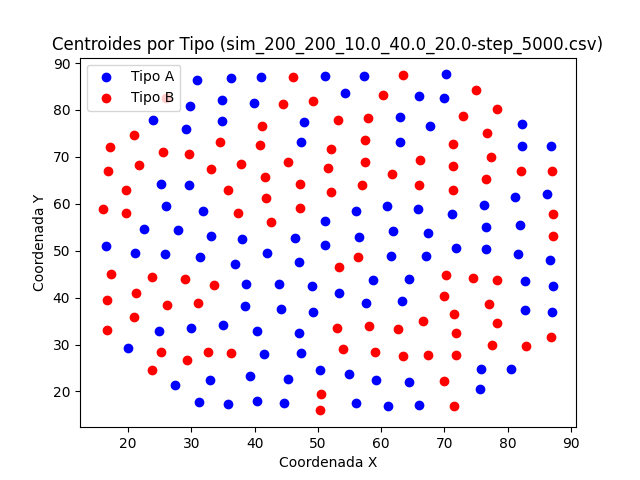 Centroides por Tipo (sim_200_200_10.0_40.0_20.0-step_5000.csv)
Tipo A
Tipo B
90
80
70
60
50
40
30
20
Coordenada Y
20 30 40 50 60 70 80 90
Coordenada X